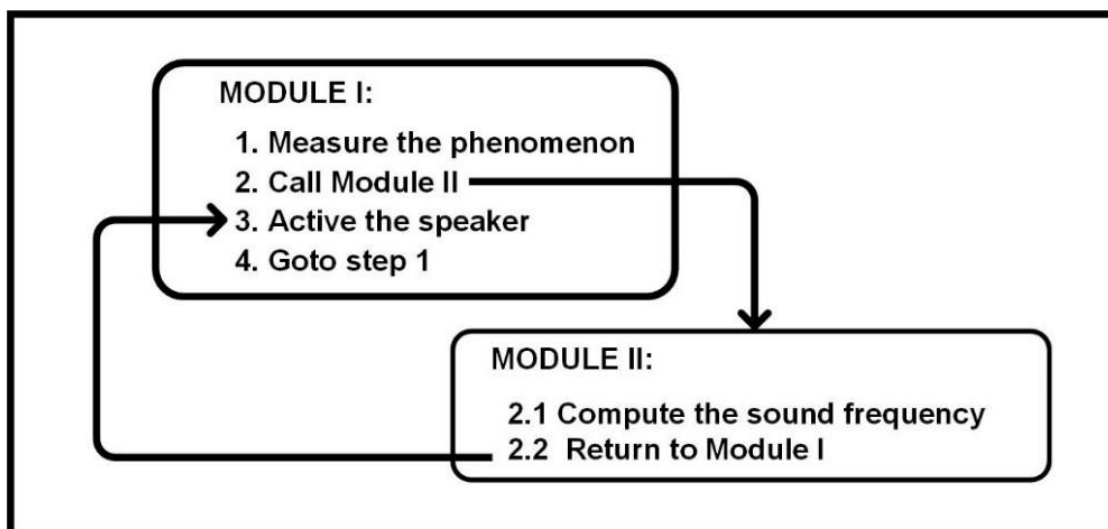 MODULE I:
1. Measure the phenomenon
2. Call Module II
3. Active the speaker
4. Goto step 1
MODULE II:
2.1 Compute the sound frequency
2.2 Return to Module I